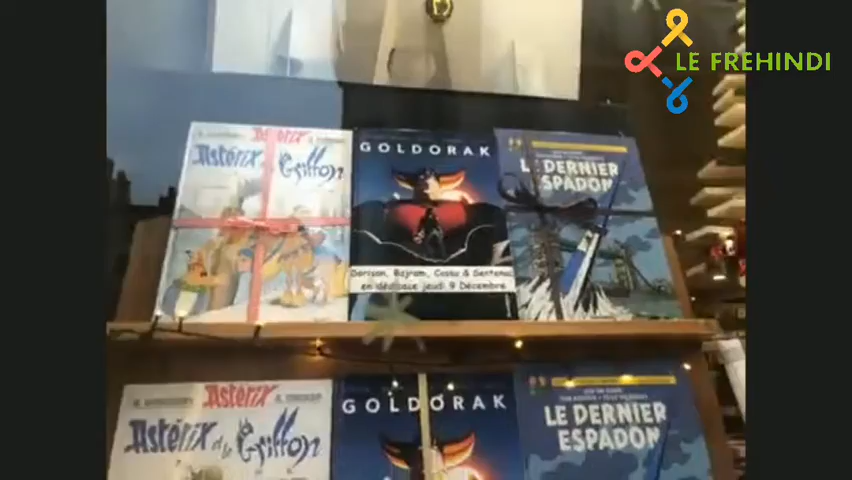 LE FREHINDI
Astérix
Astérix et le Griffon
GOLDORAK
LE DERNIER
ESPADON
Dorison, Bajram, Cossu & Sentenac
en dédicace jeudi 9 Décembre
Astérix
Astérix et le Griffon
GOLDORAK
LE DERNIER
ESPADON